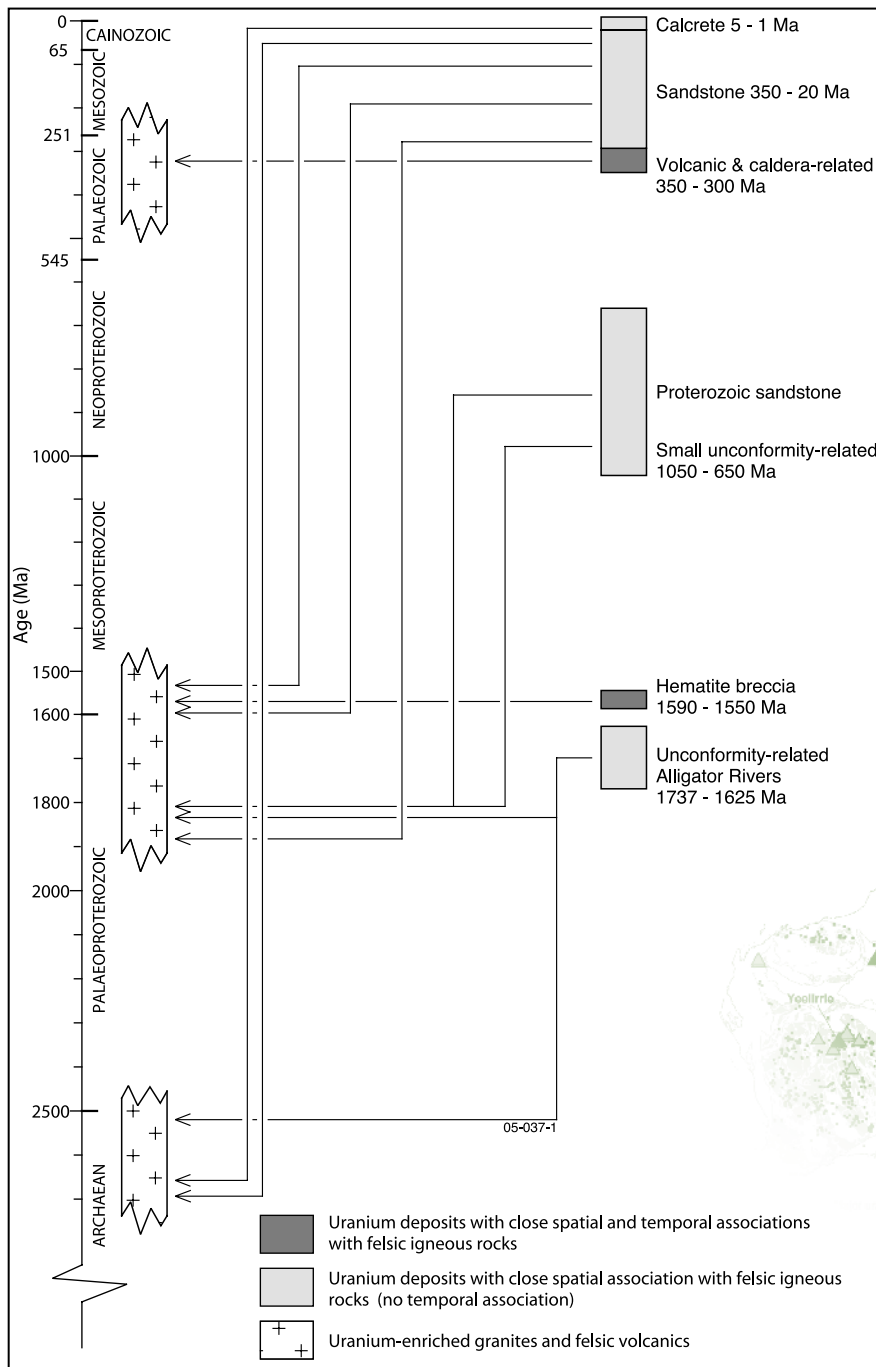 0
CAINOZOIC
65
MESOZOIC
251
PALAEOZOIC
545
NEOPROTEROZOIC
1000
MESOPROTEROZOIC
Age (Ma)
1500
1600
1800
2000
PALAEOPROTEROZOIC
2500
ARCHAEAN
Calcrete 5 - 1 Ma
Sandstone 350 - 20 Ma
Volcanic & caldera-related
350 - 300 Ma
Proterozoic sandstone
Small unconformity-related
1050 - 650 Ma
Hematite breccia
1590 - 1550 Ma
Unconformity-related
Alligator Rivers
1737 - 1625 Ma
05-037-1
Uranium deposits with close spatial and temporal associations
with felsic igneous rocks
Uranium deposits with close spatial association with felsic igneous
rocks (no temporal association)
Uranium-enriched granites and felsic volcanics